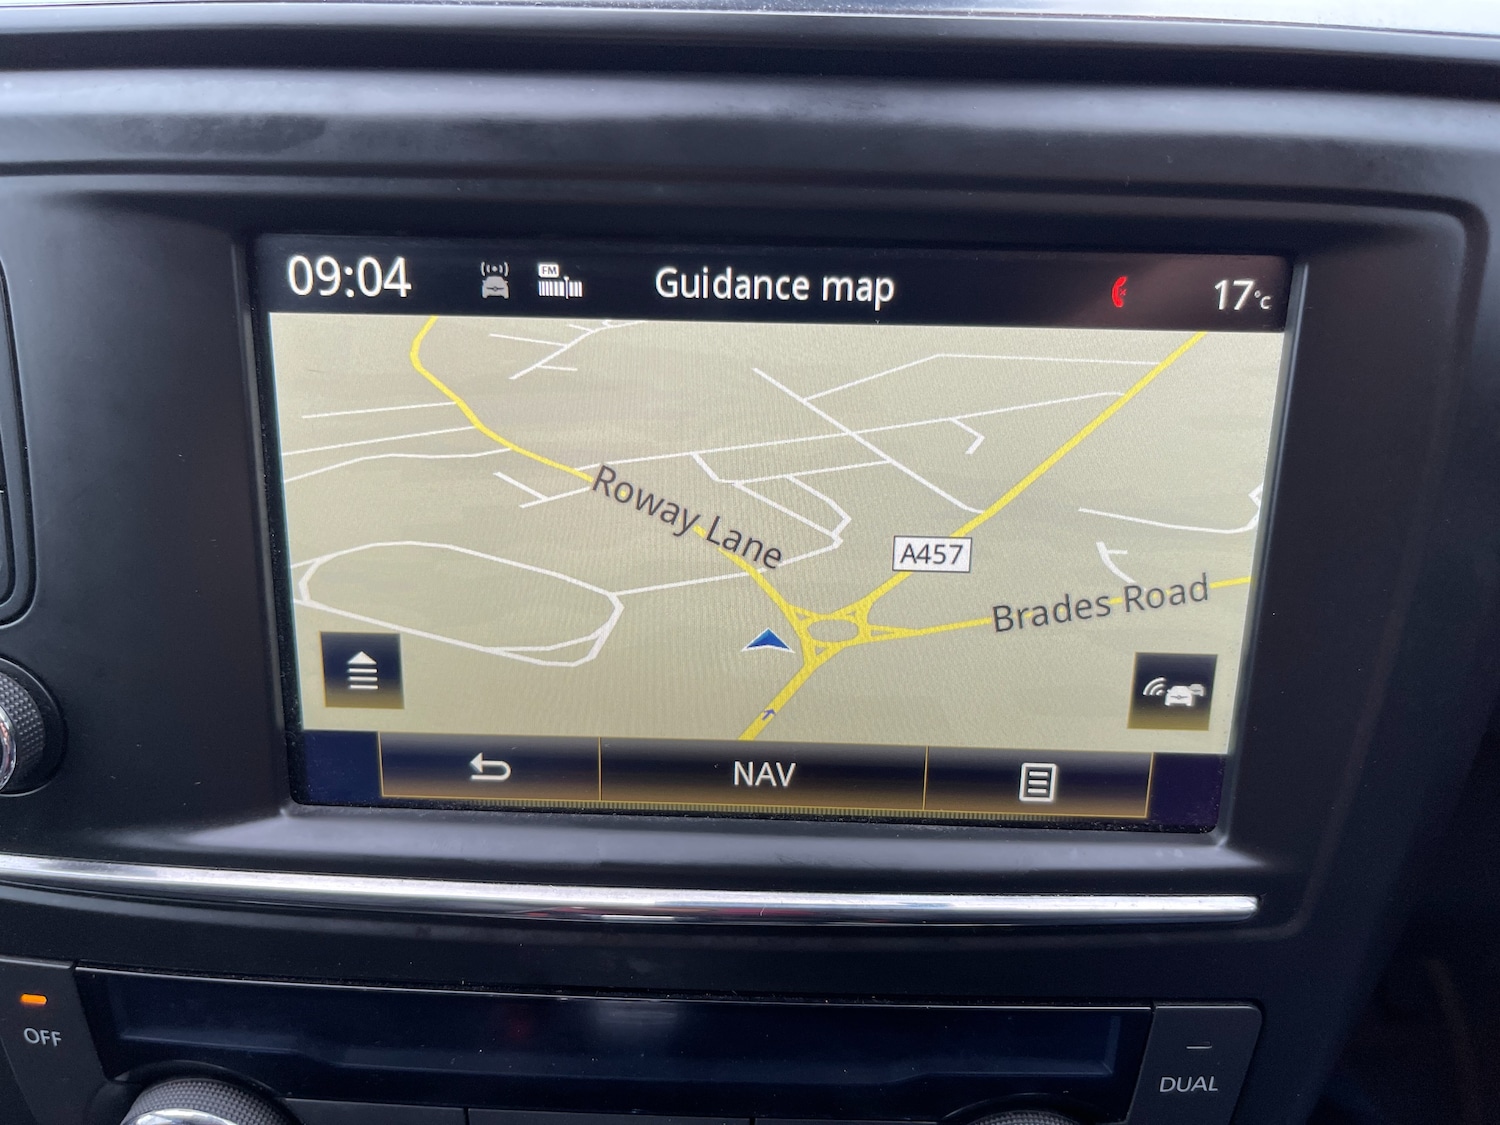 09:04
FM
Guidance map
17°C
Roway Lane
A457
Brades Road
NAV
OFF
DUAL